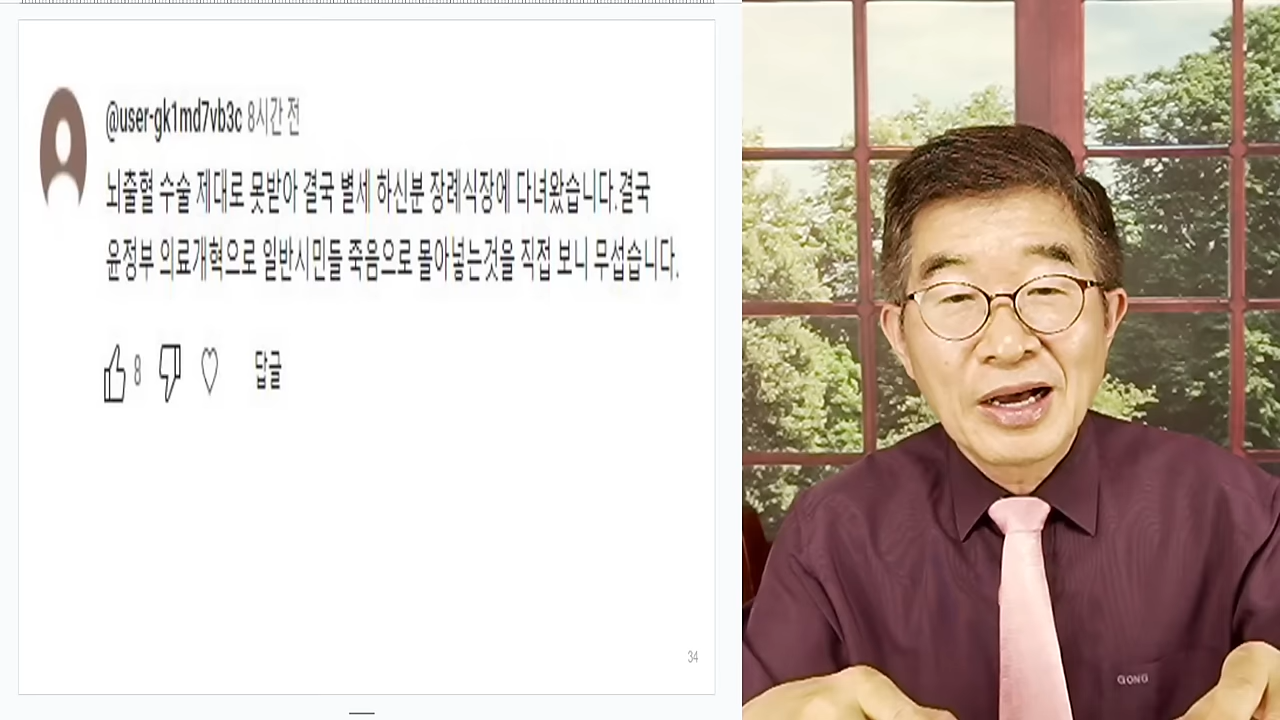 @user-gk1md7vb3c 8시간 전
뇌출혈 수술 제대로 못받아 결국 별세 하신분 장례식장에 다녀왔습니다.결국
윤정부 의료개혁으로 일반시민들 죽음으로 몰아넣는것을 직접 보니 무섭습니다.
8 답글
34
GONG